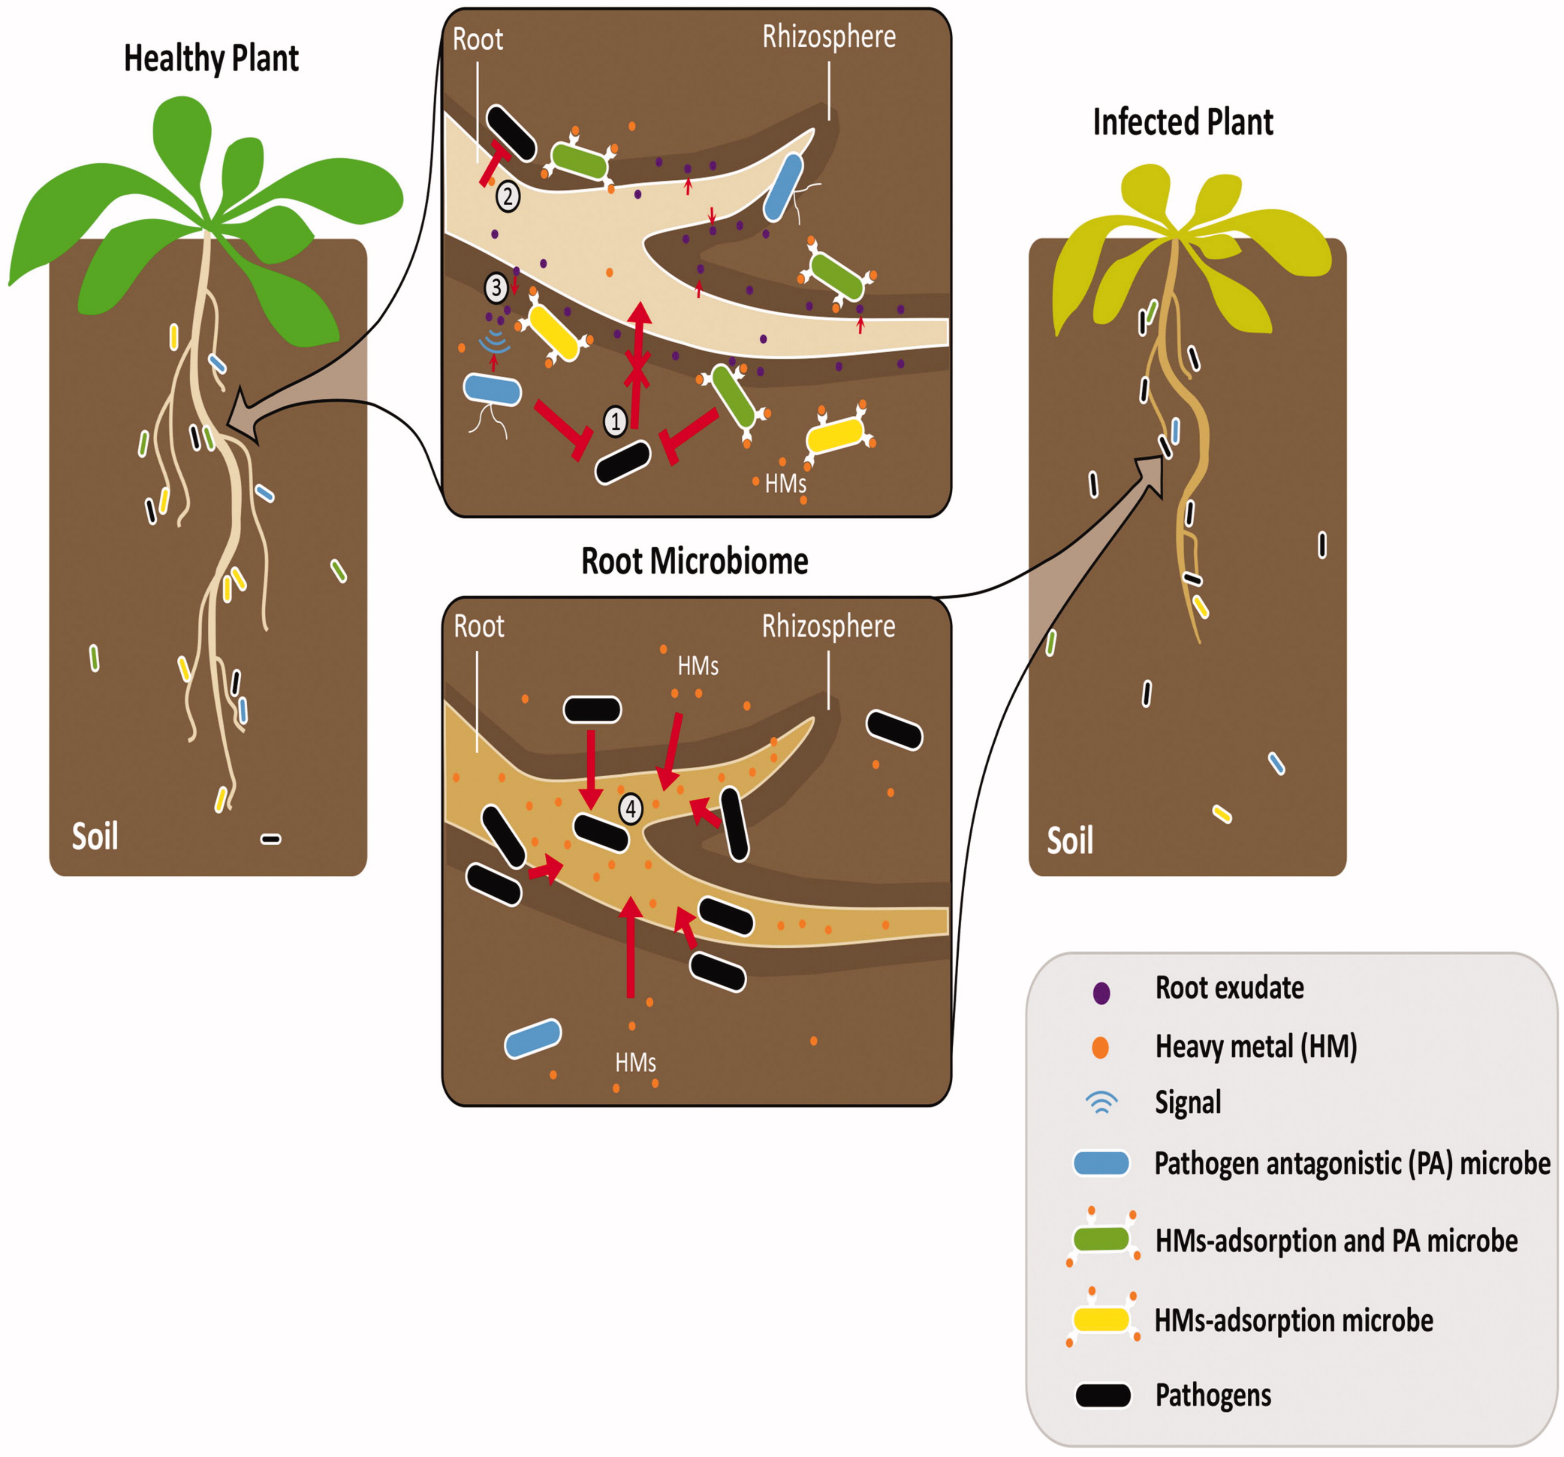 Healthy Plant
Soil
Root
Rhizosphere
2
3
1
HMs
Root Microbiome
Root
Rhizosphere
HMs
4
HMs
Infected Plant
Soil
Root exudate
Heavy metal (HM)
Signal
Pathogen antagonistic (PA) microbe
HMs-adsorption and PA microbe
HMs-adsorption microbe
Pathogens